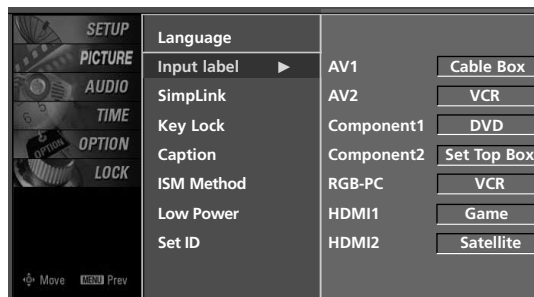 SETUP
PICTURE
AUDIO
TIME
OPTION
LOCK
Move MENU Prev
Language
Input label ►
SimpLink
Key Lock
Caption
ISM Method
Low Power
Set ID
AV1 Cable Box
AV2 VCR
Component1 DVD
Component2 Set Top Box
RGB-PC VCR
HDMI1 Game
HDMI2 Satellite